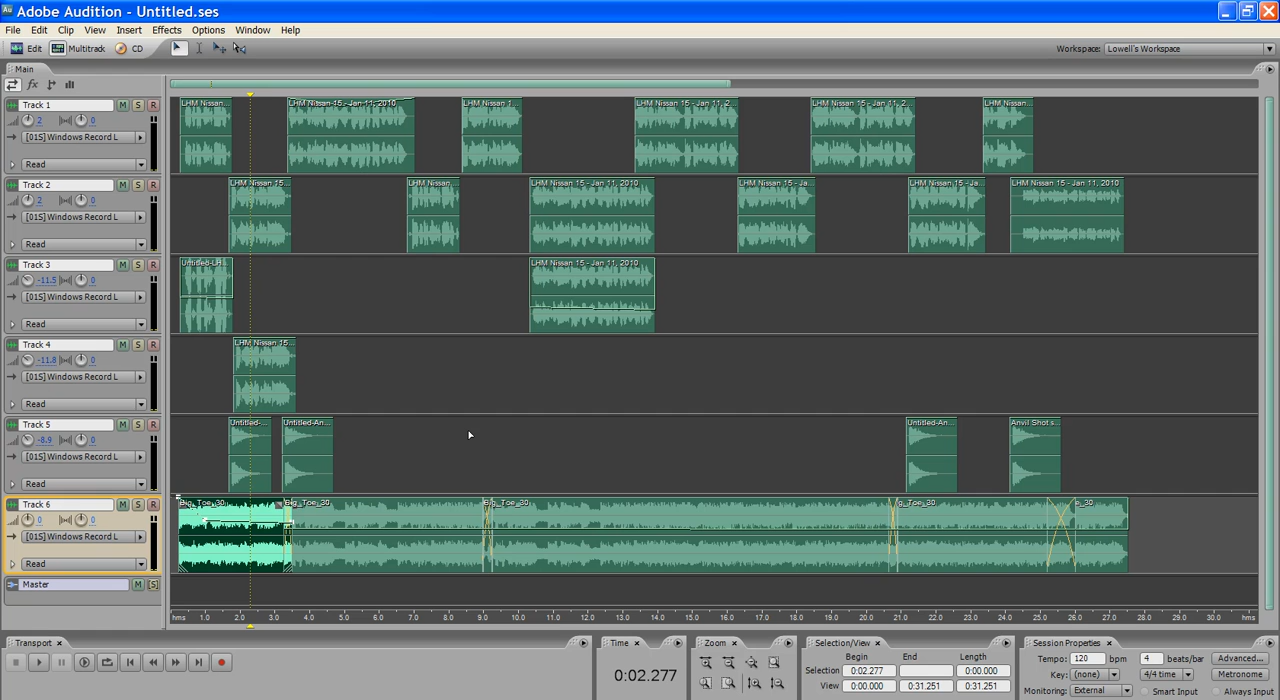 Adobe Audition - Untitled.ses
File Edit Clip View Insert Effects Options Window Help
Edit Multitrack CD Workspace: Lowell's Workspace
Main
Track 1 M S R
2 0
[01S] Windows Record L
Read
LHM Nissan... LHM Nissan 15 - Jan 11, 2010 LHM Nissan 1... LHM Nissan 15 - Jan 11, 2... LHM Nissan 15 - Jan 11, 2... LHM Nissan...
Track 2 M S R
2 0
[01S] Windows Record L
Read
LHM Nissan 15... LHM Nissan... LHM Nissan 15 - Jan 11, 2010 LHM Nissan 15 - Ja... LHM Nissan 15 - Ja... LHM Nissan 15 - Jan 11, 2010
Track 3 M S R
-11.5 0
[01S] Windows Record L
Read
Untitled-LH... LHM Nissan 15 - Jan 11, 2010
Track 4 M S R
-11.8 0
[01S] Windows Record L
Read
LHM Nissan 15...
Track 5 M S R
-8.9 0
[01S] Windows Record L
Read
Untitled-... Untitled-An... Untitled-An... Anvil Shot s...
Track 6 M S R
0 0
[01S] Windows Record L
Read
Big_Toe_30 Big_Toe_30 Big_Toe_30 g_Toe_30 e_30
Master M S
hms 1.0 2.0 3.0 4.0 5.0 6.0 7.0 8.0 9.0 10.0 11.0 12.0 13.0 14.0 15.0 16.0 17.0 18.0 19.0 20.0 21.0 22.0 23.0 24.0 25.0 26.0 27.0 28.0 29.0 30.0 hms
Transport Time Zoom Selection/View Session Properties
0:02.277
Begin End Length
Selection 0:02.277 0:00.000
View 0:00.000 0:31.251 0:31.251
Tempo: 120 bpm 4 beats/bar Advanced...
Key: (none) 4/4 time Metronome
Monitoring: External Smart Input Always Input